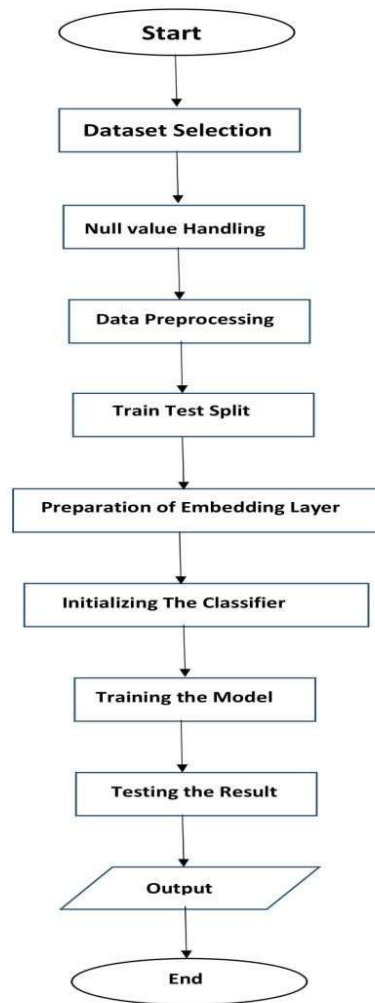 Start
Dataset Selection
Null value Handling
Data Preprocessing
Train Test Split
Preparation of Embedding Layer
Initializing The Classifier
Training the Model
Testing the Result
Output
End